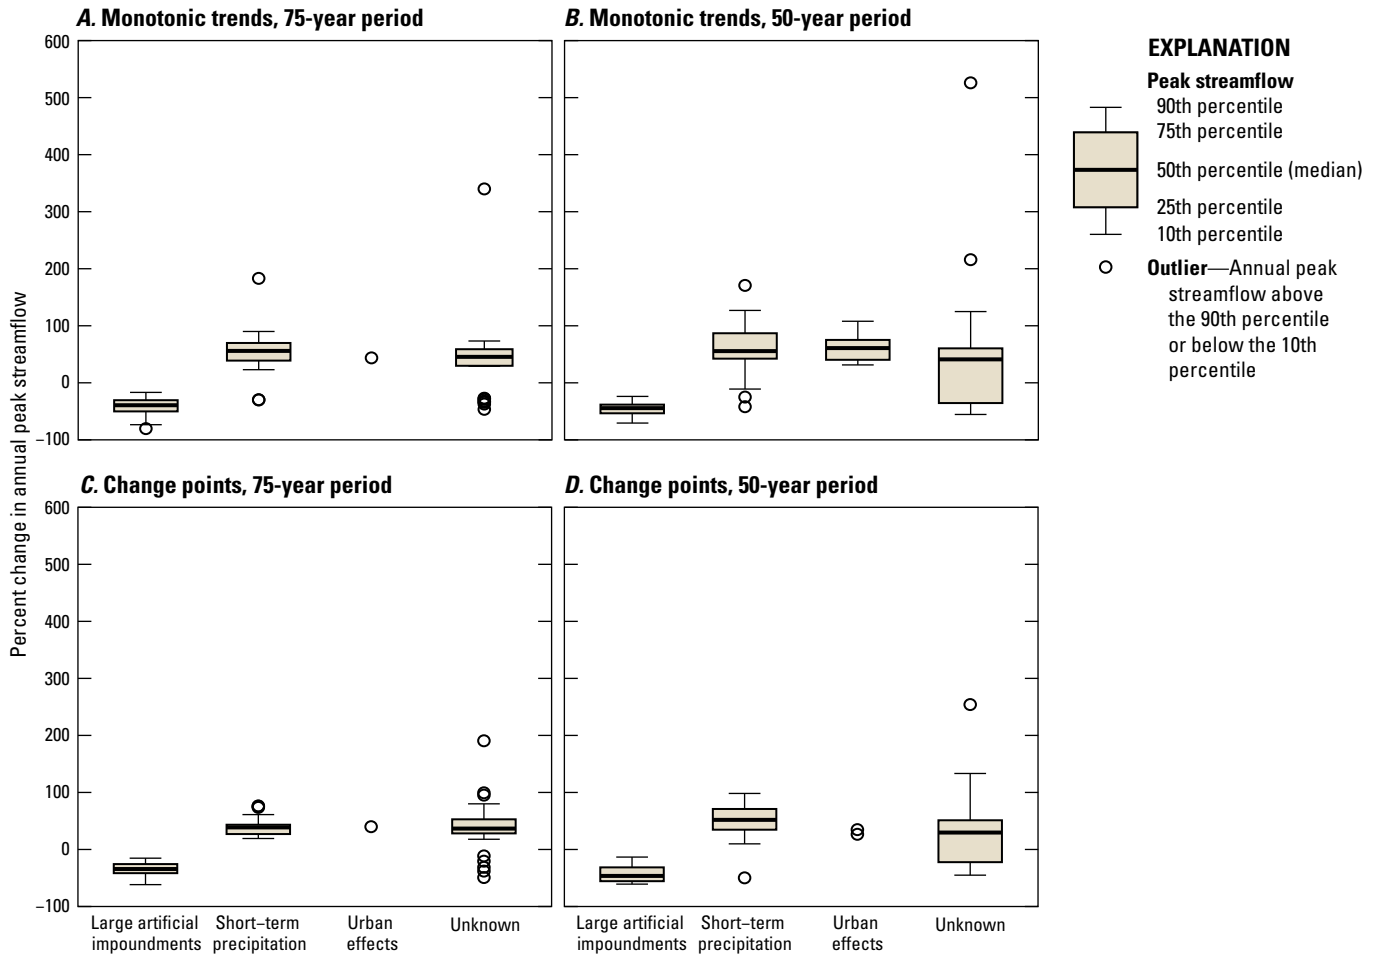 A. Monotonic trends, 75-year period
B. Monotonic trends, 50-year period
600
500
400
300
200
100
0
–100
C. Change points, 75-year period
D. Change points, 50-year period
600
500
400
300
200
100
0
–100
Percent change in annual peak streamflow
Large artificial
impoundments
Short–term
precipitation
Urban
effects
Unknown
Large artificial
impoundments
Short–term
precipitation
Urban
effects
Unknown
EXPLANATION
Peak streamflow
90th percentile
75th percentile
50th percentile (median)
25th percentile
10th percentile
Outlier—Annual peak
streamflow above
the 90th percentile
or below the 10th
percentile